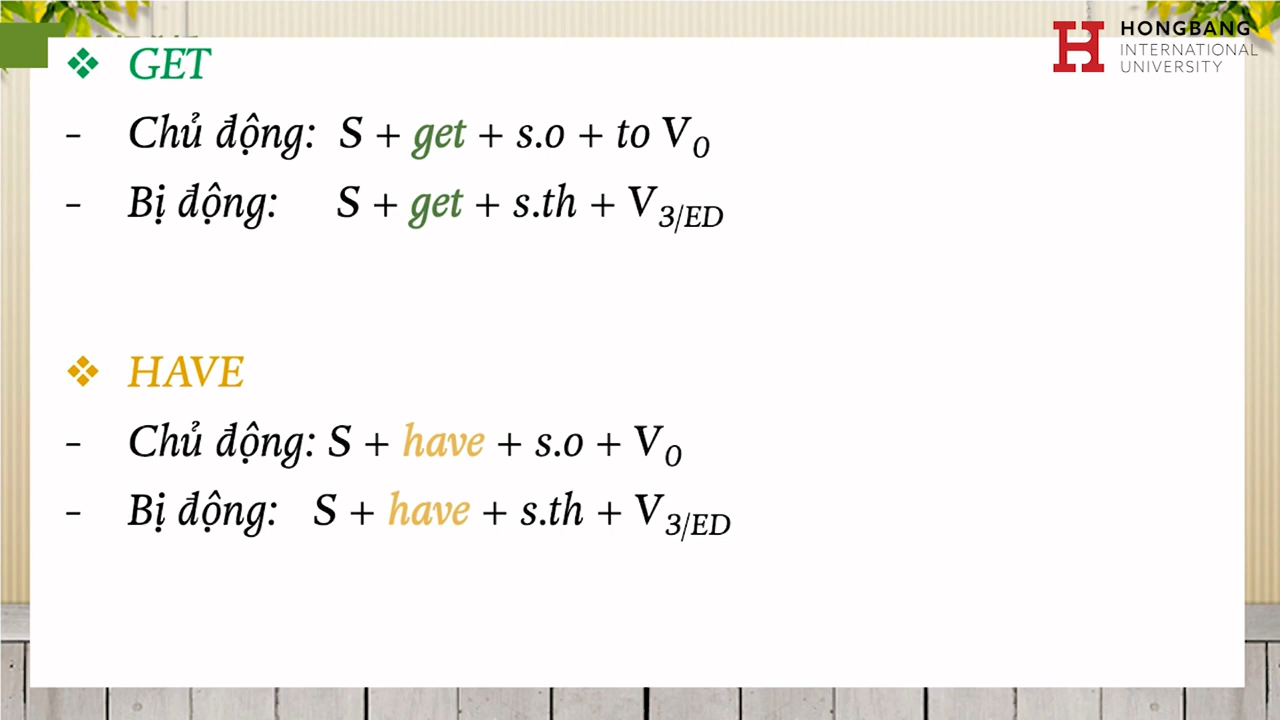 HONGBANG
INTERNATIONAL
UNIVERSITY
❖ GET
- Chủ động: S + get + s.o + to V0
- Bị động: S + get + s.th + V3/ED
❖ HAVE
- Chủ động: S + have + s.o + V0
- Bị động: S + have + s.th + V3/ED